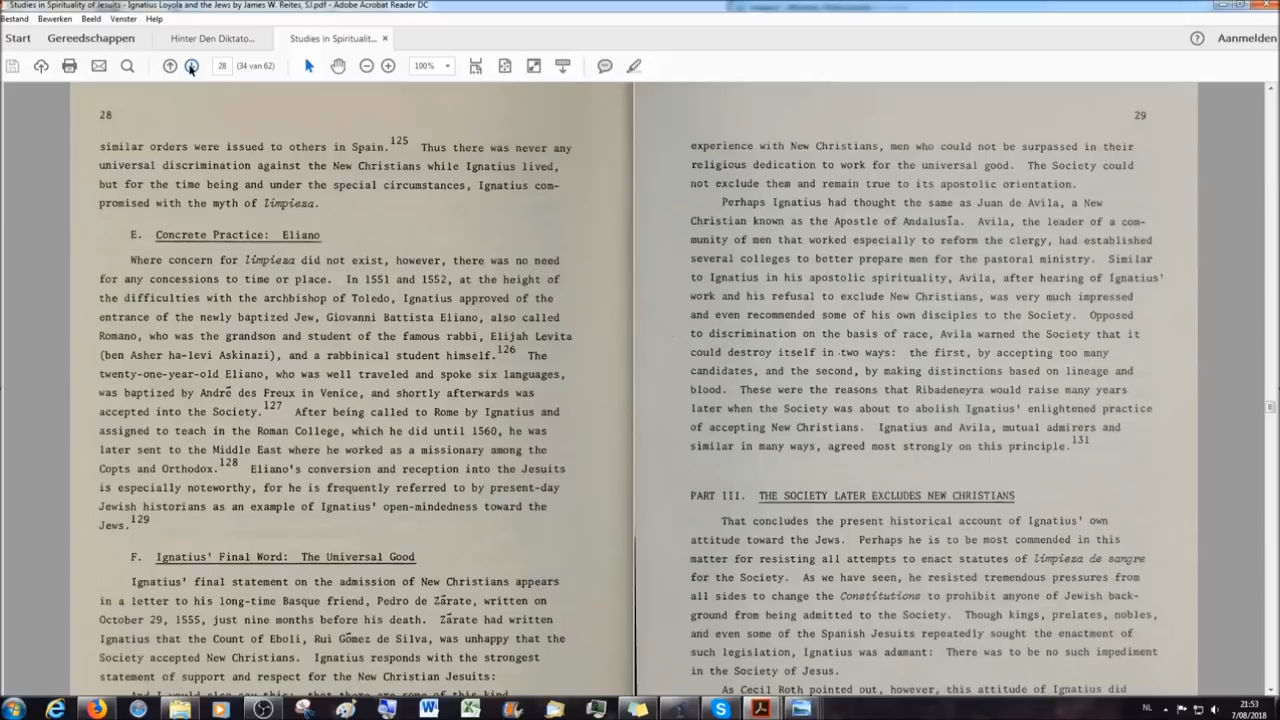 Studies in Spirituality of Jesuits - Ignatius Loyola and the Jews by James W. Reites, SJ.pdf - Adobe Acrobat Reader DC
Bestand Bewerken Beeld Venster Help
Start Gereedschappen Hinter Den Diktato... Studies in Spiritualit... × Aanmelden
28 (34 van 62) 100%
28
similar orders were issued to others in Spain.125 Thus there was never any
universal discrimination against the New Christians while Ignatius lived,
but for the time being and under the special circumstances, Ignatius com-
promised with the myth of limpieza.
E. Concrete Practice: Eliano
Where concern for limpieza did not exist, however, there was no need
for any concessions to time or place. In 1551 and 1552, at the height of
the difficulties with the archbishop of Toledo, Ignatius approved of the
entrance of the newly baptized Jew, Giovanni Battista Eliano, also called
Romano, who was the grandson and student of the famous rabbi, Elijah Levita
(ben Asher ha-levi Askinazi), and a rabbinical student himself.126 The
twenty-one-year-old Eliano, who was well traveled and spoke six languages,
was baptized by André des Freux in Venice, and shortly afterwards was
accepted into the Society.127 After being called to Rome by Ignatius and
assigned to teach in the Roman College, which he did until 1560, he was
later sent to the Middle East where he worked as a missionary among the
Copts and Orthodox.128 Eliano's conversion and reception into the Jesuits
is especially noteworthy, for he is frequently referred to by present-day
Jewish historians as an example of Ignatius' open-mindedness toward the
Jews.129
F. Ignatius' Final Word: The Universal Good
Ignatius' final statement on the admission of New Christians appears
in a letter to his long-time Basque friend, Pedro de Zárate, written on
October 29, 1555, just nine months before his death. Zárate had written
Ignatius that the Count of Eboli, Rui Gómez de Silva, was unhappy that the
Society accepted New Christians. Ignatius responds with the strongest
statement of support and respect for the New Christian Jesuits:
And I would also say this: that there are some of this kind
29
experience with New Christians, men who could not be surpassed in their
religious dedication to work for the universal good. The Society could
not exclude them and remain true to its apostolic orientation.
Perhaps Ignatius had thought the same as Juan de Avila, a New
Christian known as the Apostle of Andalusía. Avila, the leader of a com-
munity of men that worked especially to reform the clergy, had established
several colleges to better prepare men for the pastoral ministry. Similar
to Ignatius in his apostolic spirituality, Avila, after hearing of Ignatius'
work and his refusal to exclude New Christians, was very much impressed
and even recommended some of his own disciples to the Society. Opposed
to discrimination on the basis of race, Avila warned the Society that it
could destroy itself in two ways: the first, by accepting too many
candidates, and the second, by making distinctions based on lineage and
blood. These were the reasons that Ribadeneyra would raise many years
later when the Society was about to abolish Ignatius' enlightened practice
of accepting New Christians. Ignatius and Avila, mutual admirers and
similar in many ways, agreed most strongly on this principle.131
PART III. THE SOCIETY LATER EXCLUDES NEW CHRISTIANS
That concludes the present historical account of Ignatius' own
attitude toward the Jews. Perhaps he is to be most commended in this
matter for resisting all attempts to enact statutes of limpieza de sangre
for the Society. As we have seen, he resisted tremendous pressures from
all sides to change the Constitutions to prohibit anyone of Jewish back-
ground from being admitted to the Society. Though kings, prelates, nobles,
and even some of the Spanish Jesuits repeatedly sought the enactment of
such legislation, Ignatius was adamant: There was to be no such impediment
in the Society of Jesus.
As Cecil Roth pointed out, however, this attitude of Ignatius did
NL 21:53
7/08/2018